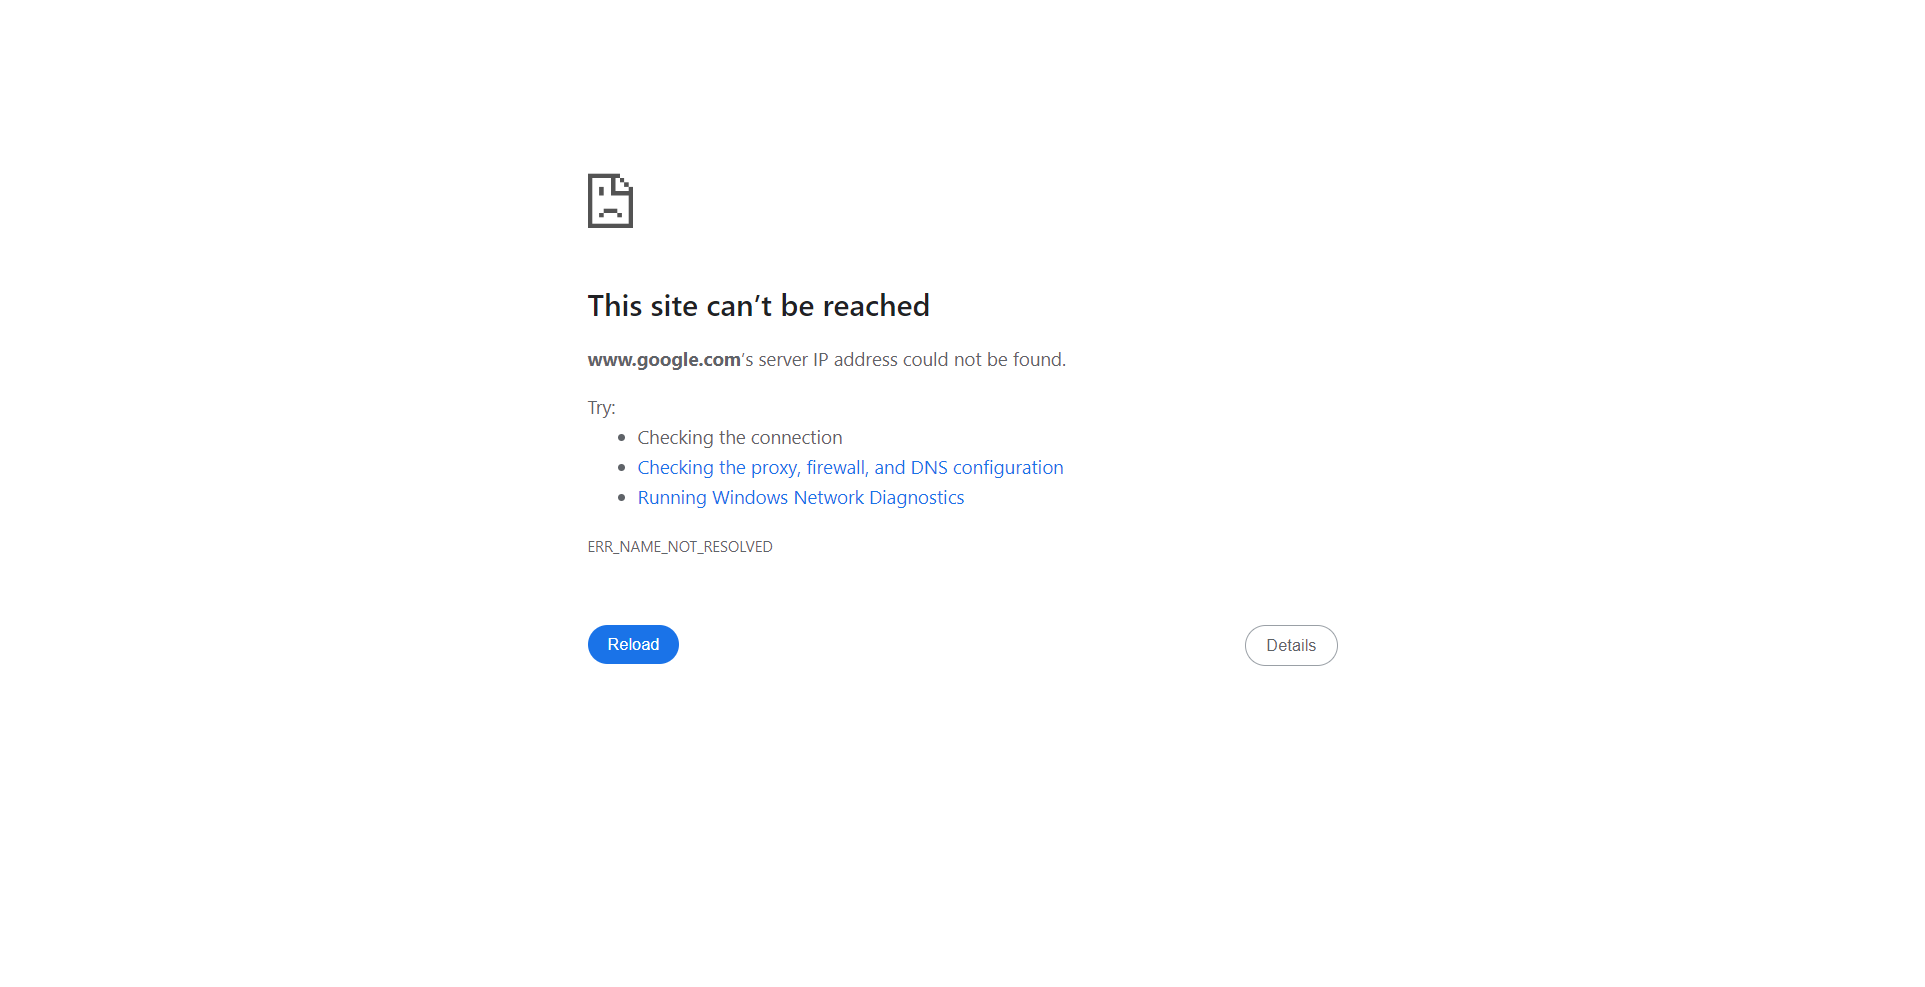 This site can’t be reached
www.google.com’s server IP address could not be found.
Try:
Checking the connection
Checking the proxy, firewall, and DNS configuration
Running Windows Network Diagnostics
ERR_NAME_NOT_RESOLVED
Reload
Details